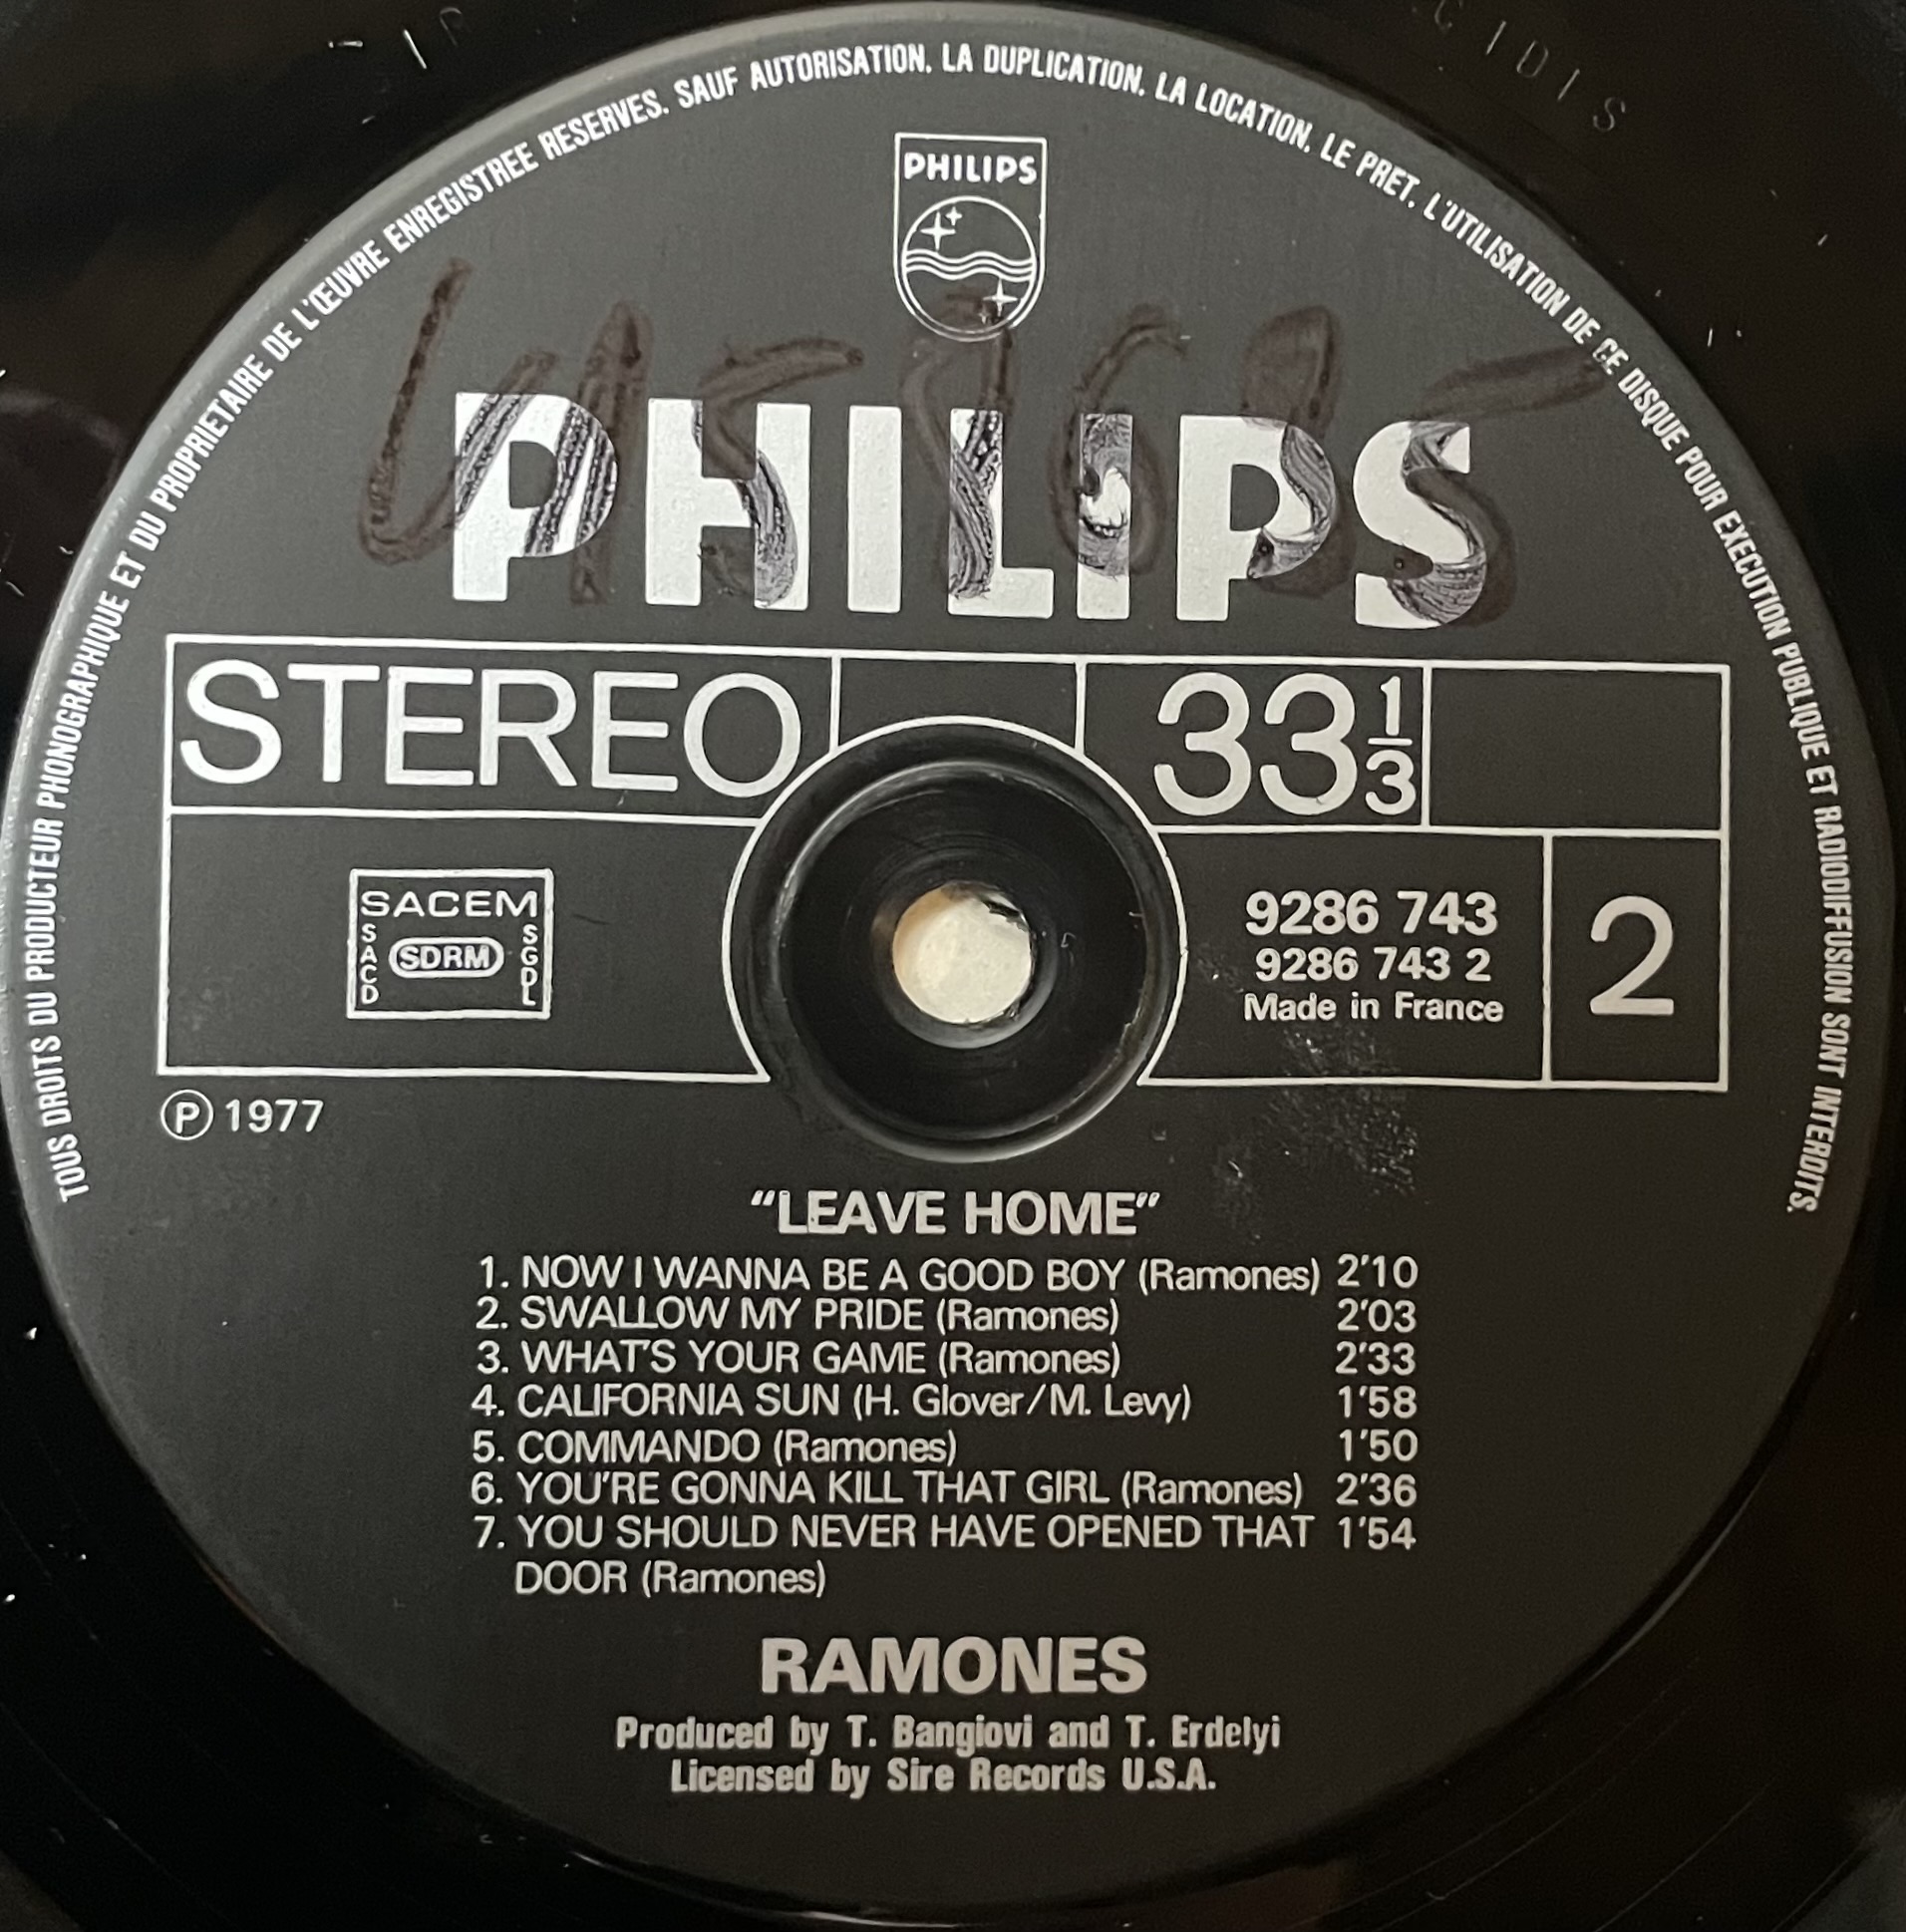 TOUS DROITS DU PRODUCTEUR PHONOGRAPHIQUE ET DU PROPRIETAIRE DE L'ŒUVRE ENREGISTREE RESERVES. SAUF AUTORISATION. LA DUPLICATION. LA LOCATION. LE PRET. L'UTILISATION DE CE DISQUE POUR EXECUTION PUBLIQUE ET RADIODIFFUSION SONT INTERDITS.
PHILIPS
PHILIPS
STEREO
33 1/3
SACEM
SACD
SDRM
SGDL
9286 743
9286 743 2
Made in France
2
Ⓟ 1977
“LEAVE HOME”
1. NOW I WANNA BE A GOOD BOY (Ramones) 2'10
2. SWALLOW MY PRIDE (Ramones) 2'03
3. WHAT'S YOUR GAME (Ramones) 2'33
4. CALIFORNIA SUN (H. Glover/M. Levy) 1'58
5. COMMANDO (Ramones) 1'50
6. YOU'RE GONNA KILL THAT GIRL (Ramones) 2'36
7. YOU SHOULD NEVER HAVE OPENED THAT 1'54
DOOR (Ramones)
RAMONES
Produced by T. Bangiovi and T. Erdelyi
Licensed by Sire Records U.S.A.